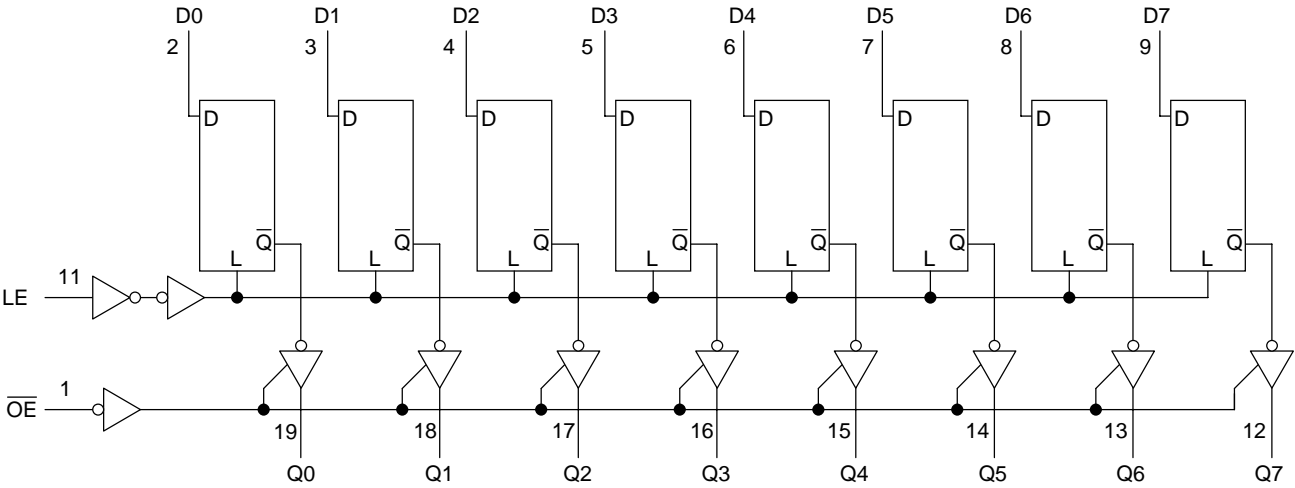 D0 D1 D2 D3 D4 D5 D6 D7
2 3 4 5 6 7 8 9
D D D D D D D D
Q̅ Q̅ Q̅ Q̅ Q̅ Q̅ Q̅ Q̅
L L L L L L L L
11
LE
1
O̅E̅
19 18 17 16 15 14 13 12
Q0 Q1 Q2 Q3 Q4 Q5 Q6 Q7